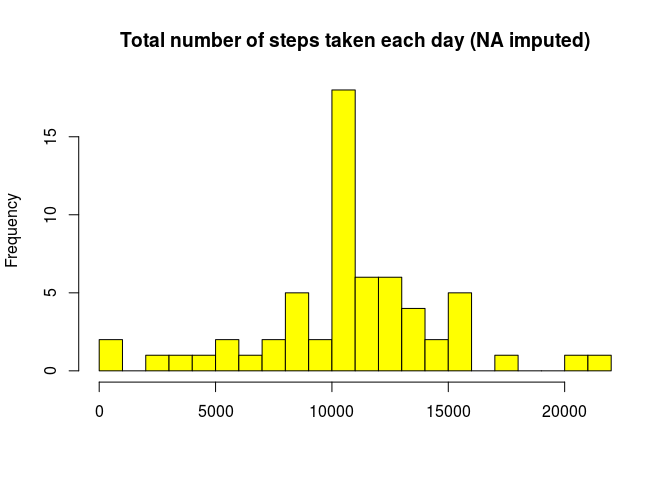 Total number of steps taken each day (NA imputed)
Frequency
15
10
5
0
0 5000 10000 15000 20000